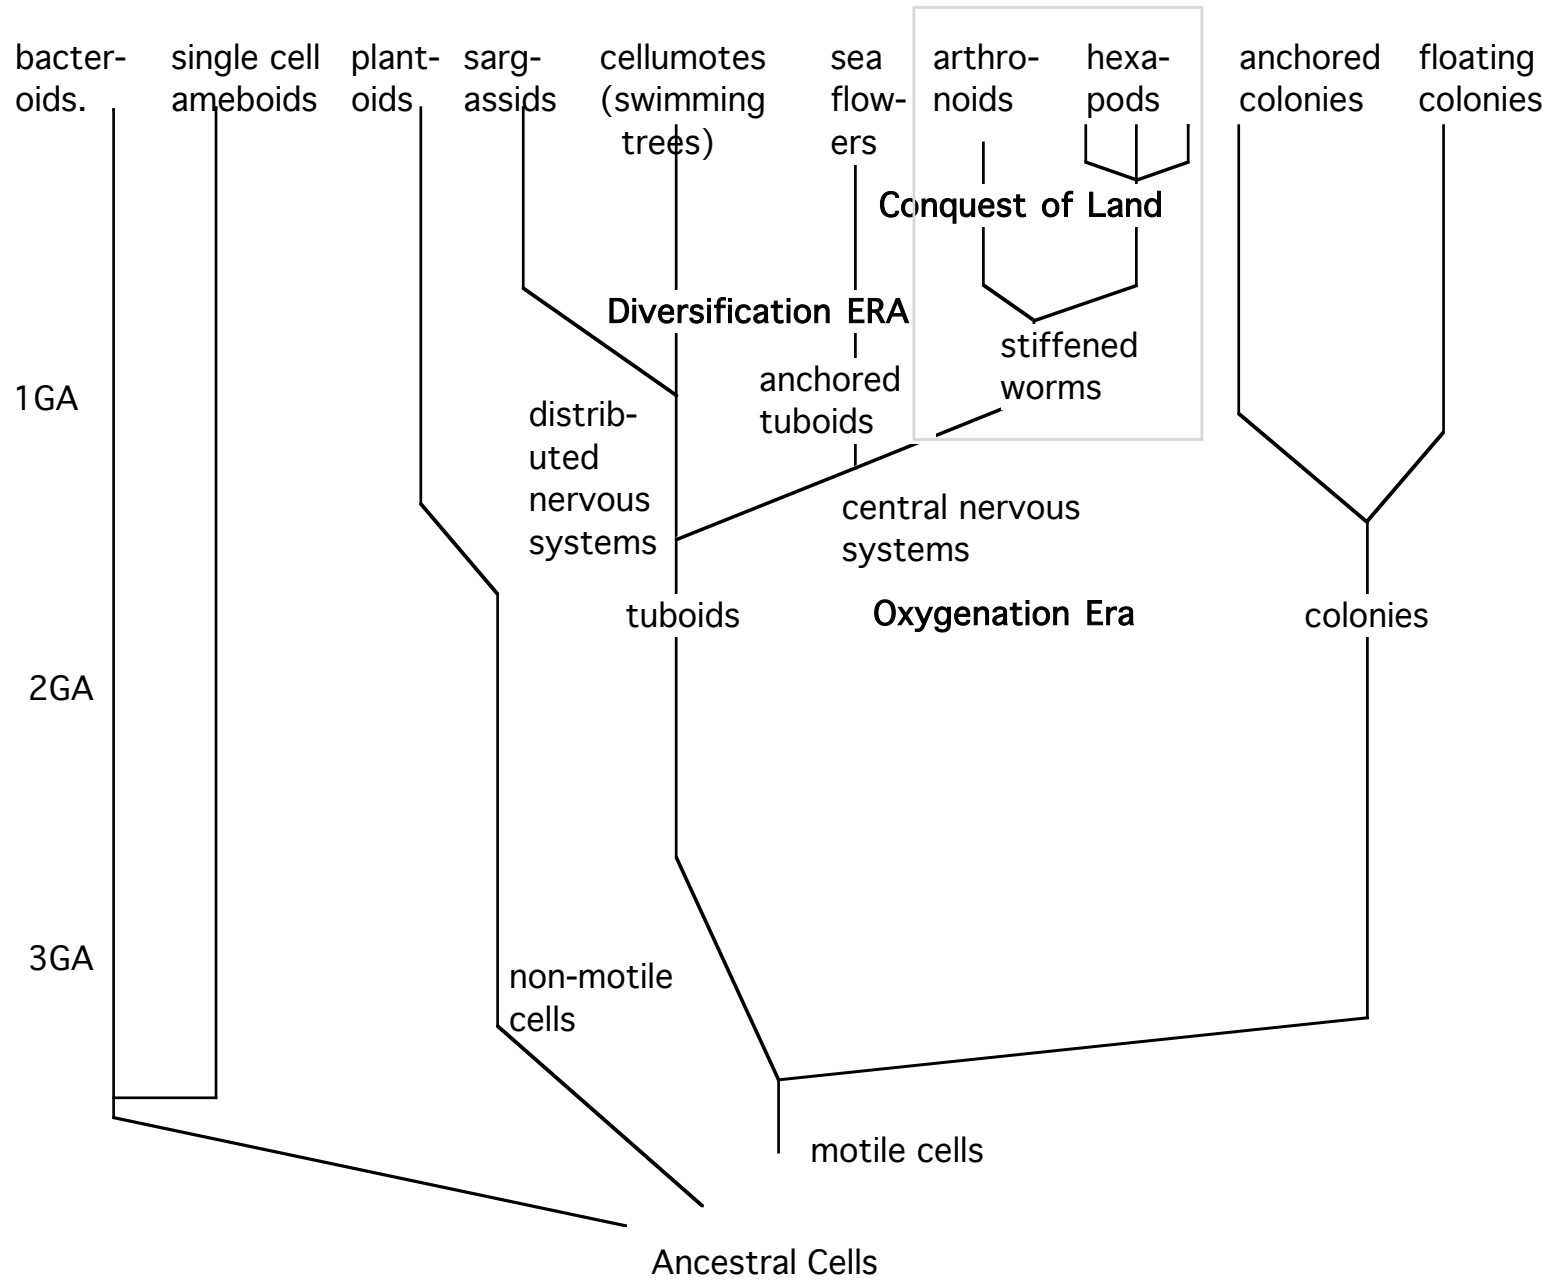 bacter-
oids.
single cell
ameboids
plant-
oids
sarg-
assids
cellumotes
(swimming
trees)
sea
flow-
ers
arthro-
noids
hexa-
pods
anchored
colonies
floating
colonies
Conquest of Land
Diversification ERA
stiffened
worms
1GA
anchored
tuboids
distrib-
uted
nervous
systems
central nervous
systems
tuboids
Oxygenation Era
colonies
2GA
3GA
non-motile
cells
motile cells
Ancestral Cells